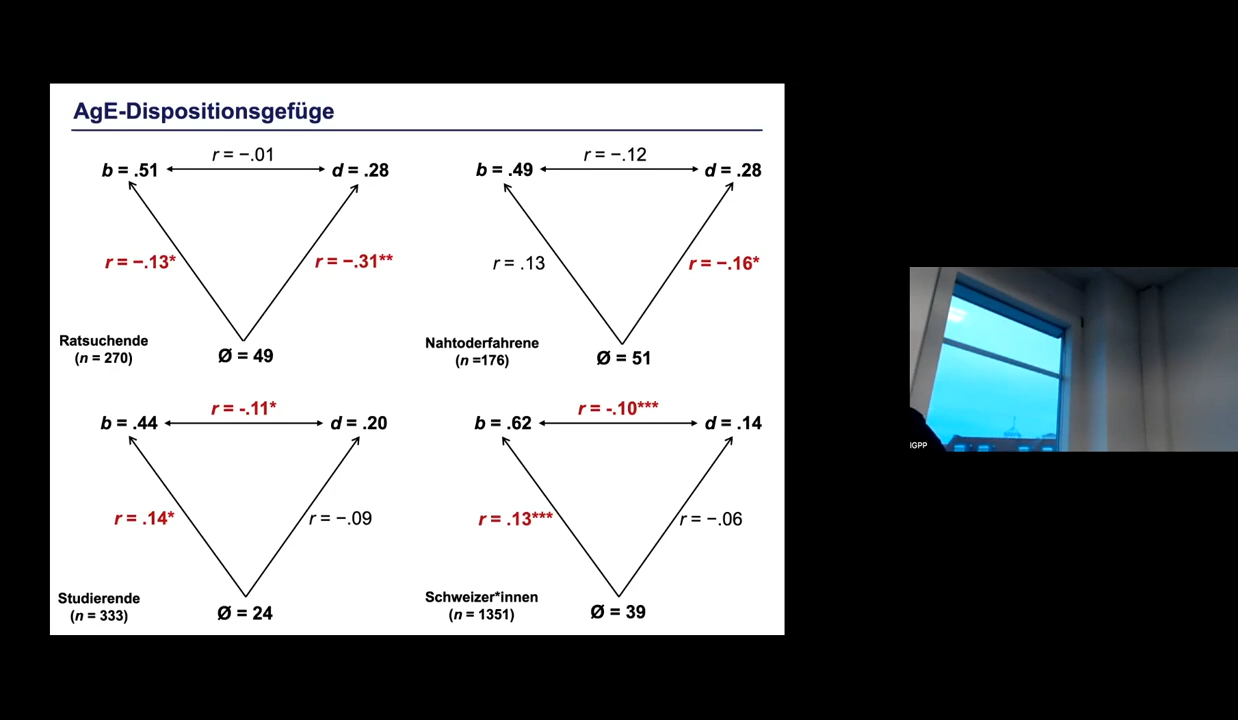 AgE-Dispositionsgefüge
r = −.01
b = .51
d = .28
r = −.13*
r = −.31**
Ratsuchende
(n = 270)
Ø = 49
r = −.12
b = .49
d = .28
r = .13
r = −.16*
Nahtoderfahrene
(n =176)
Ø = 51
r = -.11*
b = .44
d = .20
r = .14*
r = −.09
Studierende
(n = 333)
Ø = 24
r = -.10***
b = .62
d = .14
r = .13***
r = −.06
Schweizer*innen
(n = 1351)
Ø = 39
IGPP